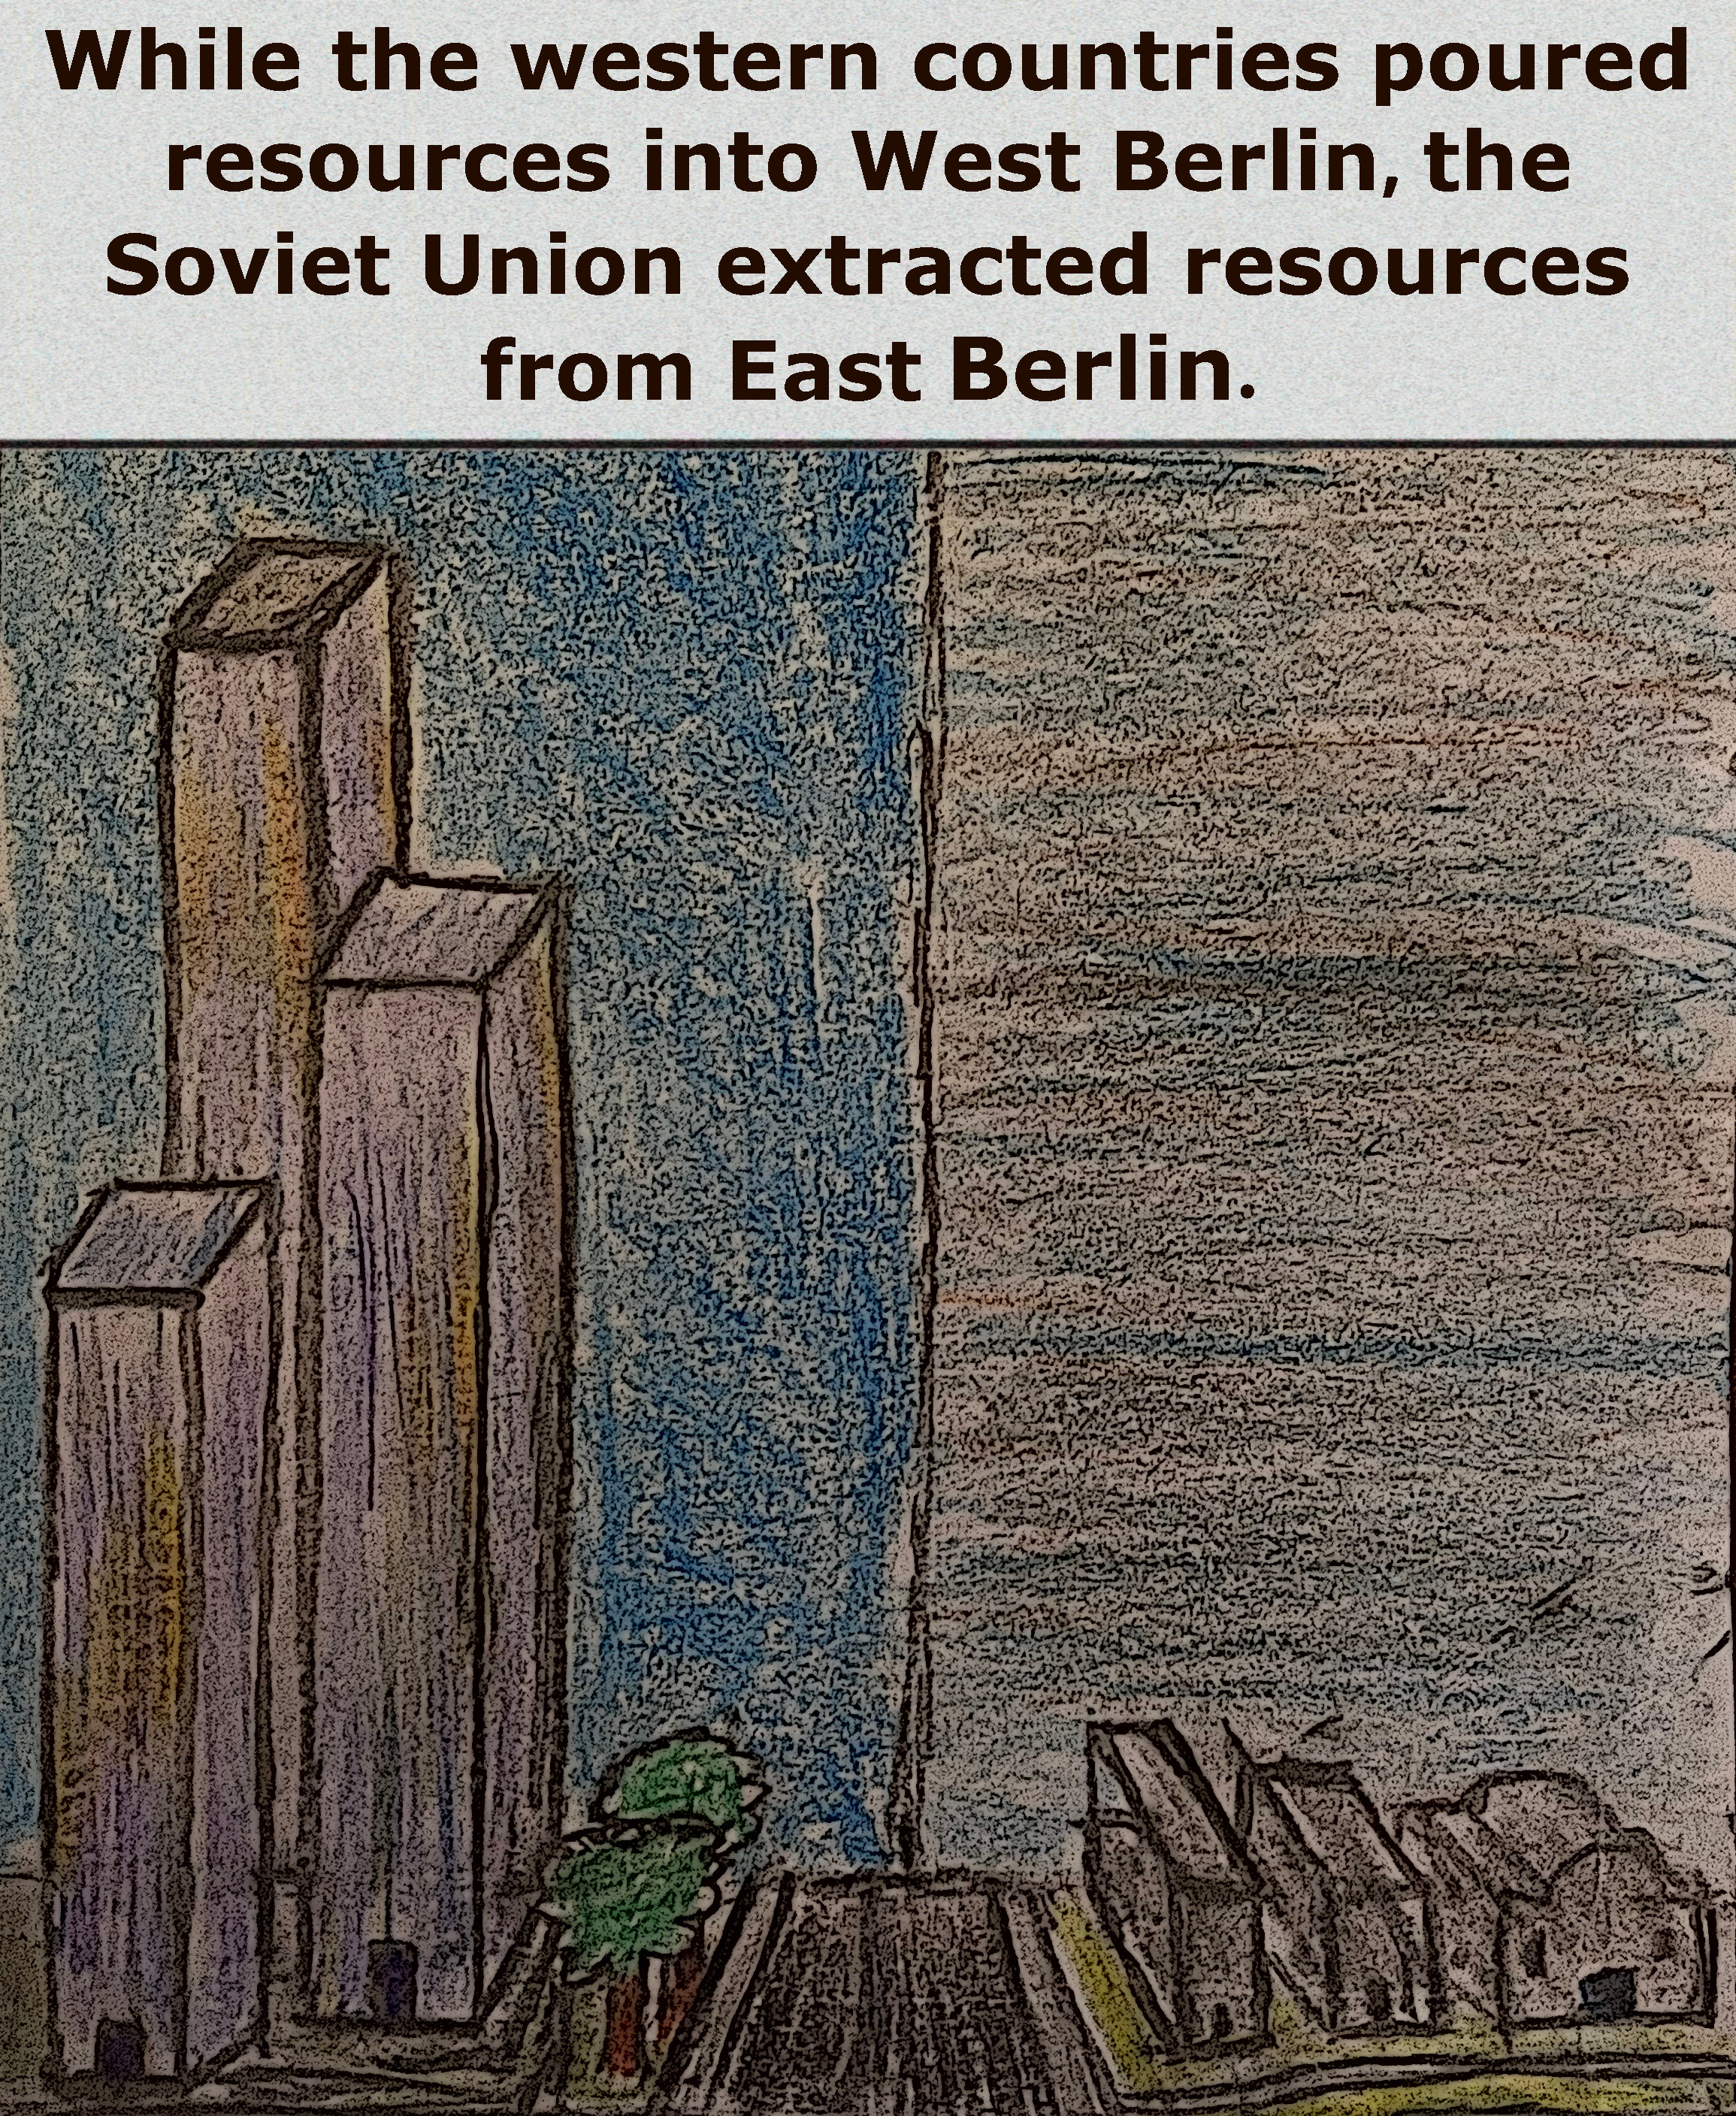 While the western countries poured
resources into West Berlin, the
Soviet Union extracted resources
from East Berlin.